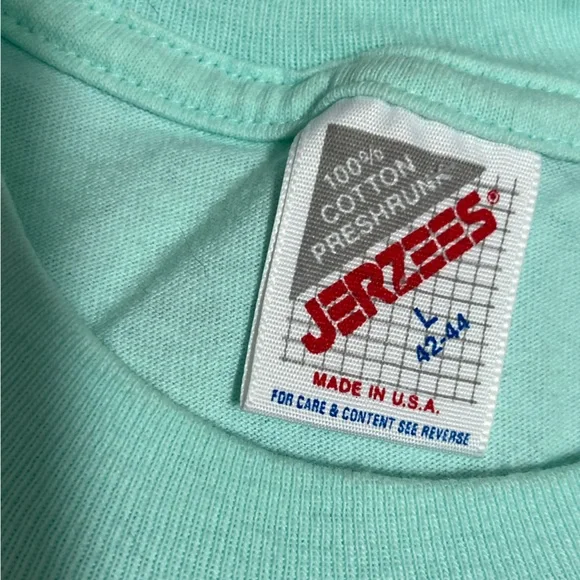 100%
COTTON
PRESHRUNK
JERZEES®
L
42-44
MADE IN U.S.A.
FOR CARE & CONTENT SEE REVERSE